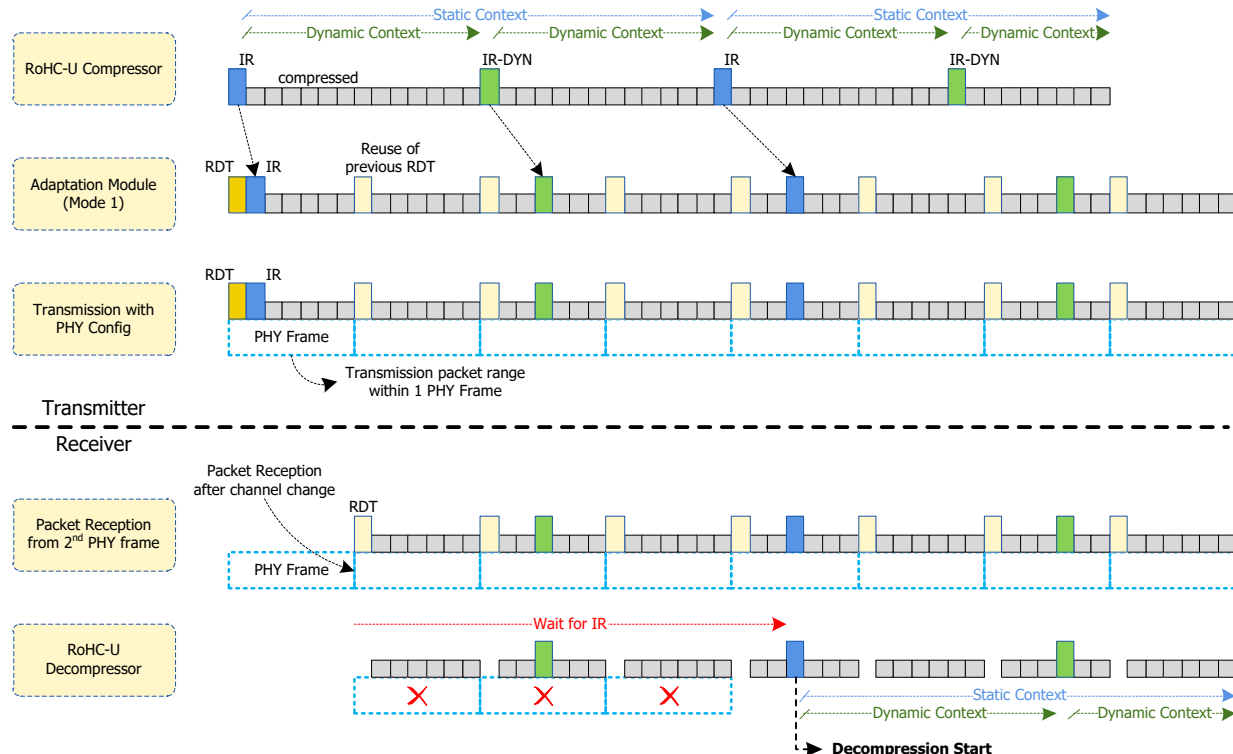 Static Context
Static Context
Dynamic Context
Dynamic Context
Dynamic Context
Dynamic Context
RoHC-U Compressor
IR
compressed
IR-DYN
IR
IR-DYN
Adaptation Module
(Mode 1)
RDT
IR
Reuse of
previous RDT
Transmission with
PHY Config
RDT
IR
PHY Frame
Transmission packet range
within 1 PHY Frame
Transmitter
Receiver
Packet Reception
after channel change
Packet Reception
from 2nd PHY frame
RDT
PHY Frame
RoHC-U
Decompressor
Wait for IR
Static Context
Dynamic Context
Dynamic Context
Decompression Start